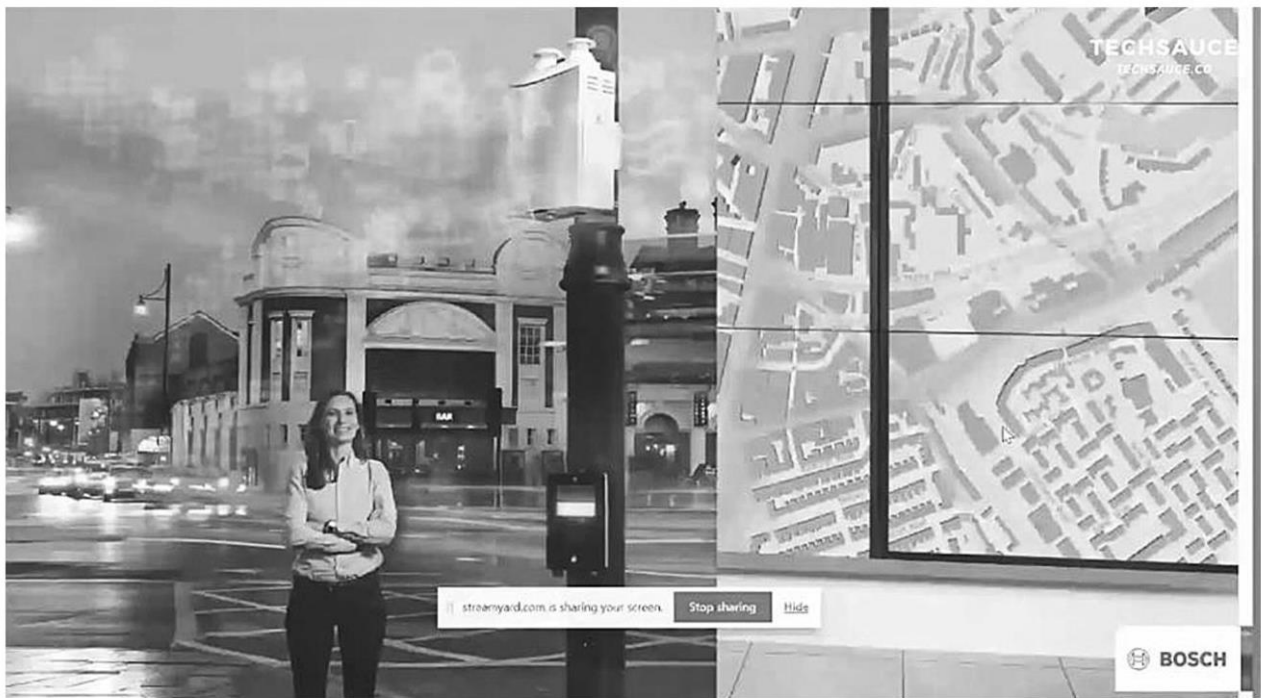 TECHSAUCE
TECHSAUCE.CO
BAR
streamyard.com is sharing your screen.
Stop sharing
Hide
BOSCH